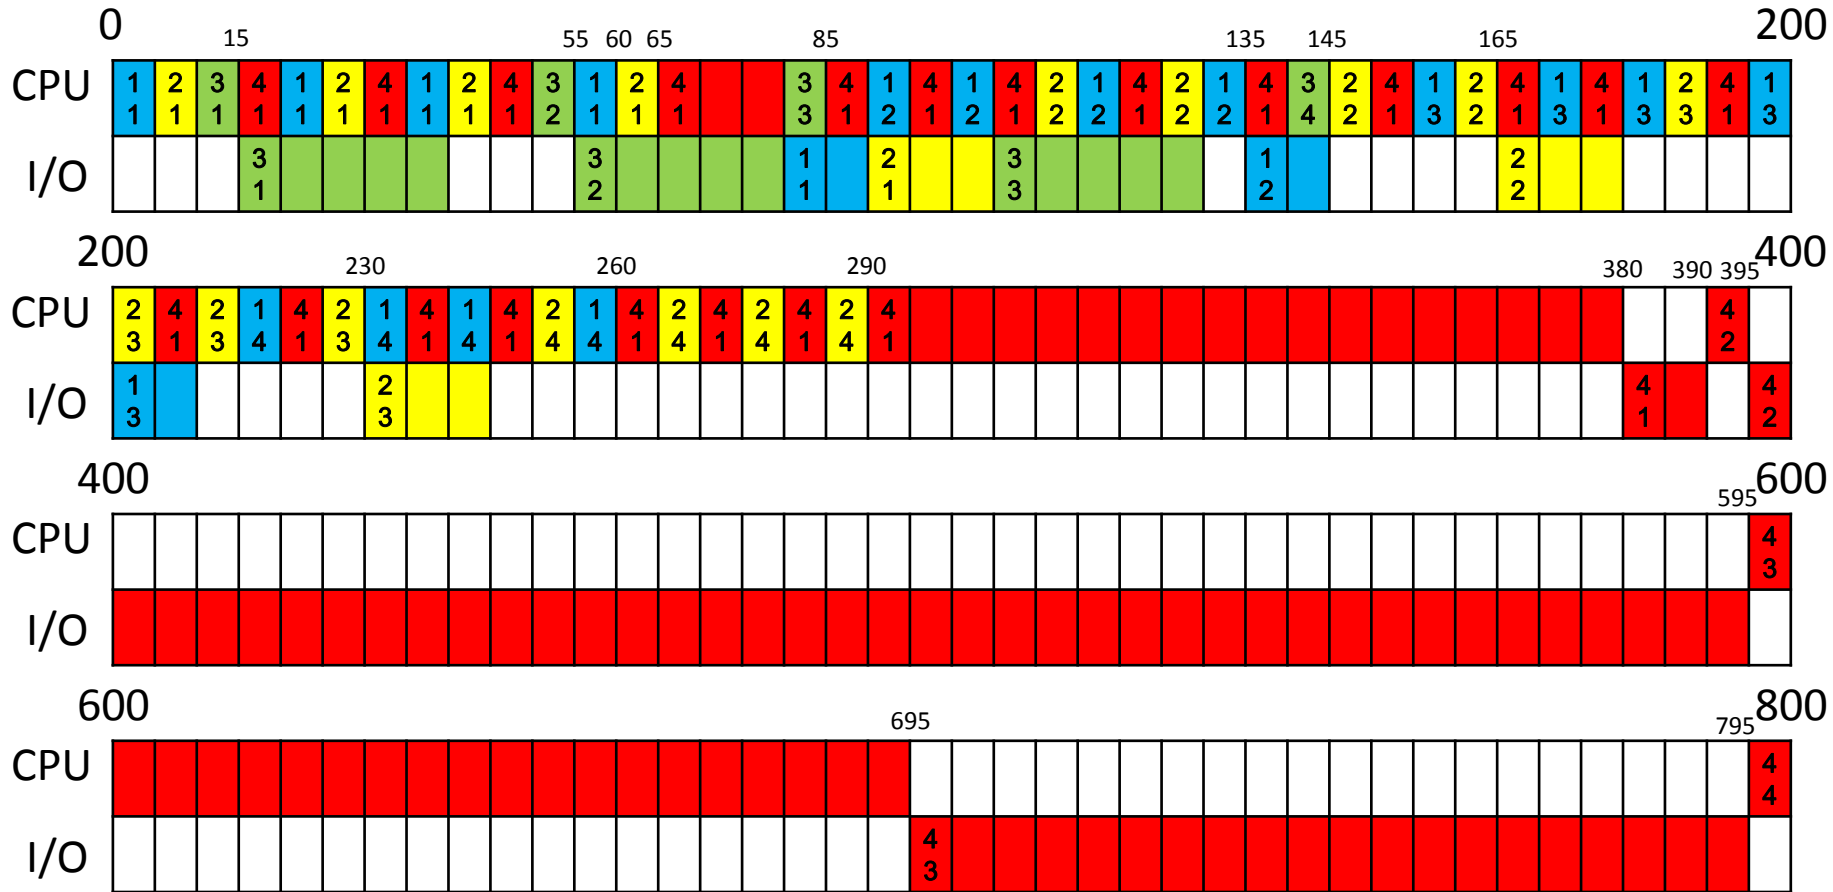 0 15 55 60 65 85 135 145 165 200
CPU 1 2 3 4 1 2 4 1 2 4 3 1 2 4 3 4 1 4 1 4 2 1 4 2 1 4 3 2 4 1 2 4 1 4 1 2 4 1
1 1 1 1 1 1 1 1 1 1 2 1 1 1 3 1 2 1 2 1 2 2 1 2 2 1 4 2 1 3 2 1 3 1 3 3 1 3
I/O 3 3 1 2 3 1 2
1 2 1 1 3 2 2
200 230 260 290 380 390 395 400
CPU 2 4 2 1 4 2 1 4 1 4 2 1 4 2 4 2 4 2 4 4
3 1 3 4 1 3 4 1 4 1 4 4 1 4 1 4 1 4 1 2
I/O 1 2 4 4
3 3 1 2
400 595 600
CPU 4
3
I/O
600 695 795 800
CPU 4
4
I/O 4
3